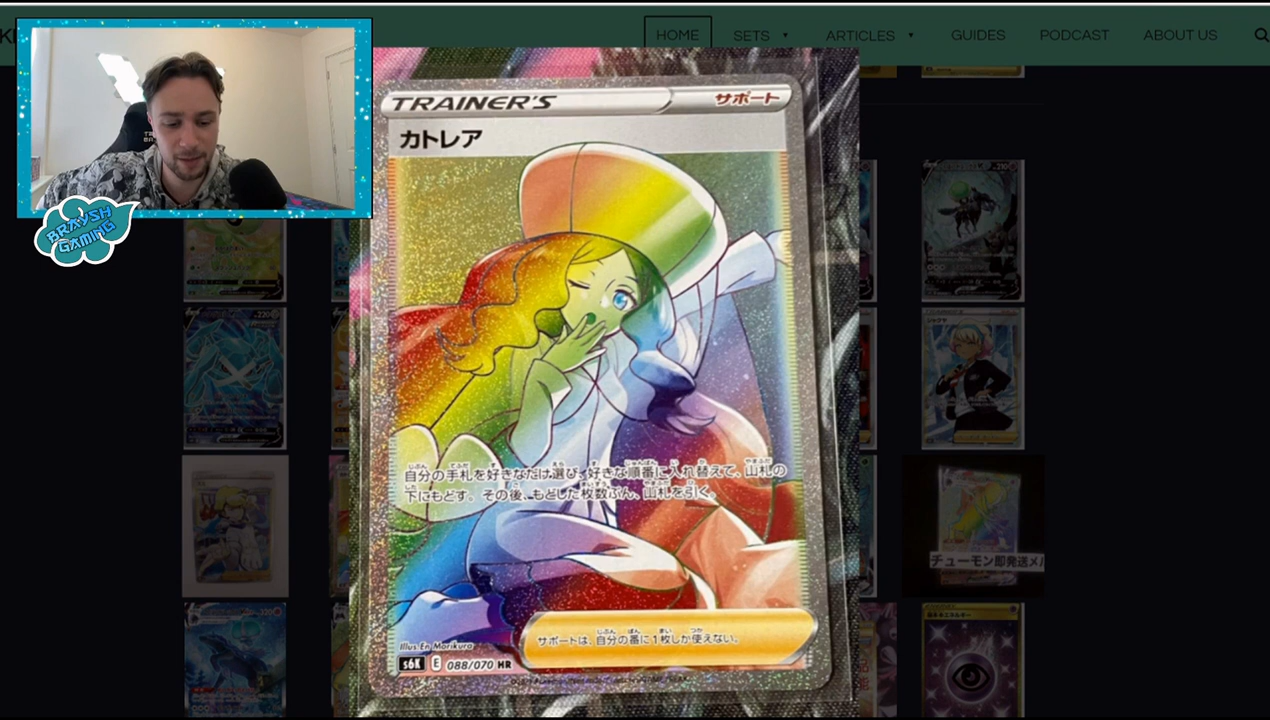 HOME
SETS
ARTICLES
GUIDES
PODCAST
ABOUT US
BRAYSH
GAMING
TRAINER'S
サポート
カトレア
自分の手札を好きなだけ選び、好きな順番に入れ替えて、山札の
下にもどす。その後、もどした枚数ぶん、山札を引く。
サポートは、自分の番に1枚しか使えない。
Illus. En Morikura
s6K E 088/070 HR
チューモン即発送メ